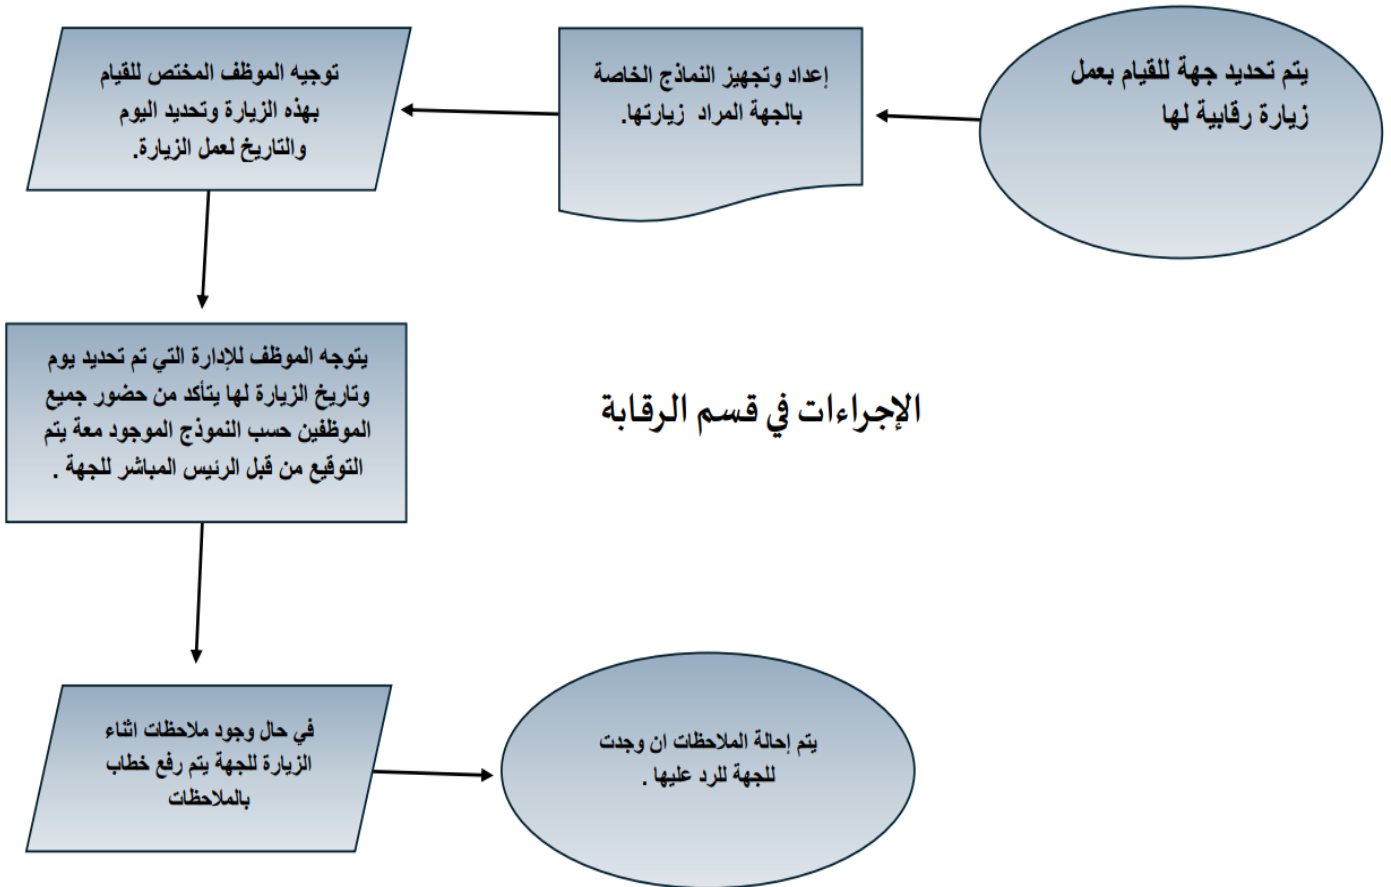 يتم تحديد جهة للقيام بعمل
زيارة رقابية لها
إعداد وتجهيز النماذج الخاصة
بالجهة المراد زيارتها.
توجيه الموظف المختص للقيام
بهذه الزيارة وتحديد اليوم
والتاريخ لعمل الزيارة.
يتوجه الموظف للإدارة التي تم تحديد يوم
وتاريخ الزيارة لها يتأكد من حضور جميع
الموظفين حسب النموذج الموجود معة يتم
التوقيع من قبل الرئيس المباشر للجهة .
الإجراءات في قسم الرقابة
في حال وجود ملاحظات اثناء
الزيارة للجهة يتم رفع خطاب
بالملاحظات
يتم إحالة الملاحظات ان وجدت
للجهة للرد عليها .